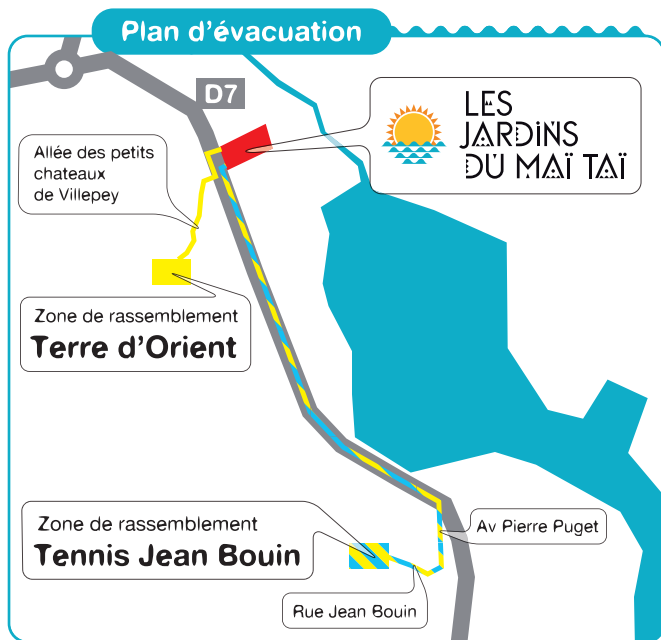 Plan d'évacuation
D7
LES
JARDiNS
DU MAÏ TAÏ
Allée des petits
chateaux
de Villepey
Zone de rassemblement
Terre d'Orient
Zone de rassemblement
Tennis Jean Bouin
Av Pierre Puget
Rue Jean Bouin